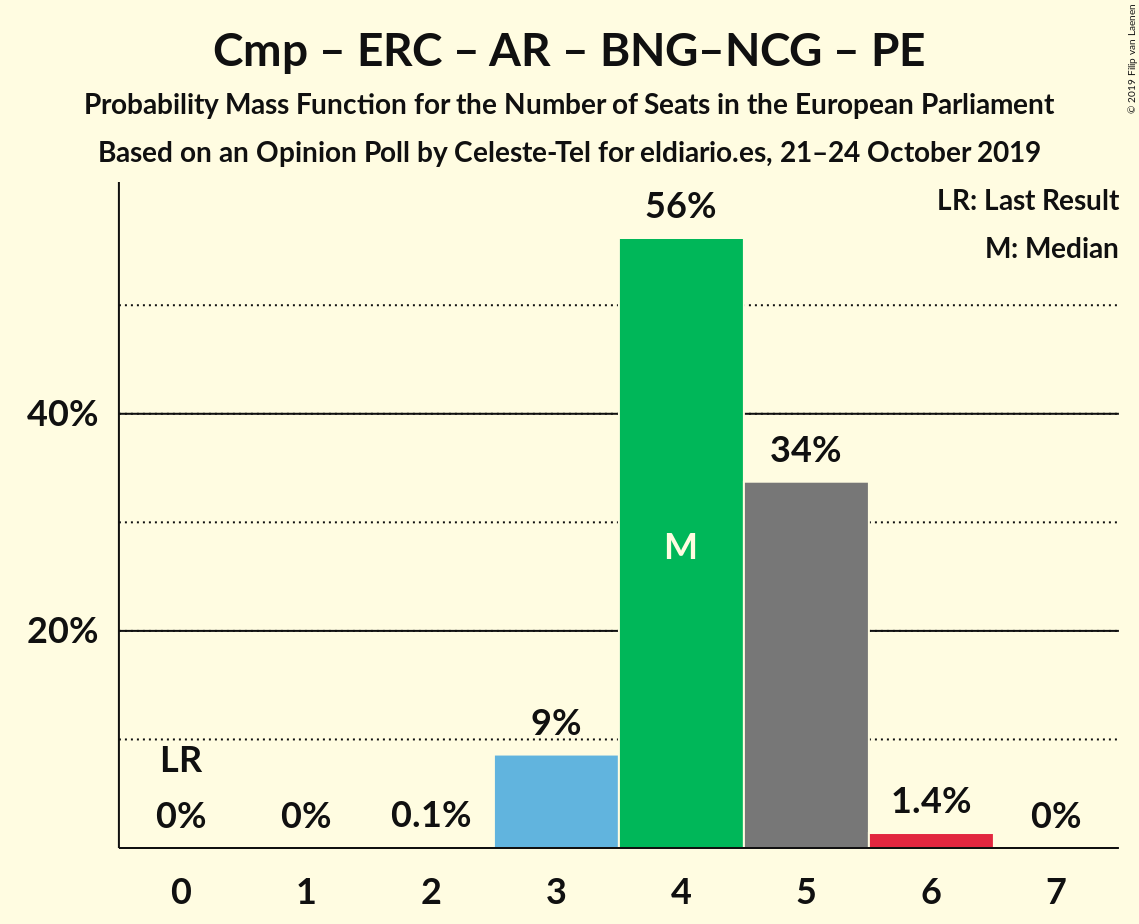 Cmp – ERC – AR – BNG–NCG – PE
Probability Mass Function for the Number of Seats in the European Parliament
Based on an Opinion Poll by Celeste-Tel for eldiario.es, 21–24 October 2019
© 2019 Filip van Laenen
LR: Last Result
M: Median
56%
40%
34%
M
20%
9%
LR
0%
0%
0.1%
1.4%
0%
0 1 2 3 4 5 6 7